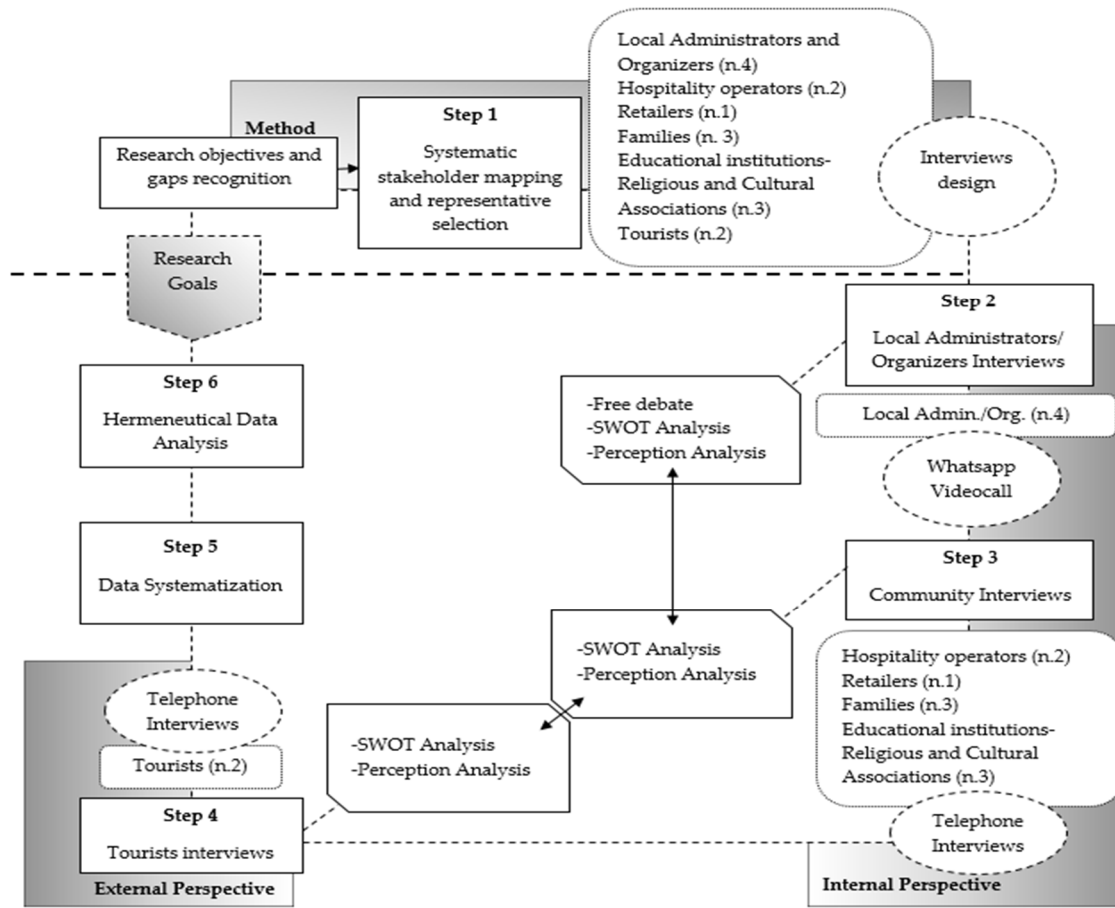 Method
Research objectives and
gaps recognition
Step 1
Systematic
stakeholder mapping
and representative
selection
Local Administrators and
Organizers (n.4)
Hospitality operators (n.2)
Retailers (n.1)
Families (n. 3)
Educational institutions-
Religious and Cultural
Associations (n.3)
Tourists (n.2)
Interviews
design
Research
Goals
Step 2
Local Administrators/
Organizers Interviews
Local Admin./Org. (n.4)
Whatsapp
Videocall
-Free debate
-SWOT Analysis
-Perception Analysis
Step 3
Community Interviews
Hospitality operators (n.2)
Retailers (n.1)
Families (n.3)
Educational institutions-
Religious and Cultural
Associations (n.3)
Telephone
Interviews
Internal Perspective
-SWOT Analysis
-Perception Analysis
-SWOT Analysis
-Perception Analysis
Step 6
Hermeneutical Data
Analysis
Step 5
Data Systematization
Telephone
Interviews
Tourists (n.2)
Step 4
Tourists interviews
External Perspective